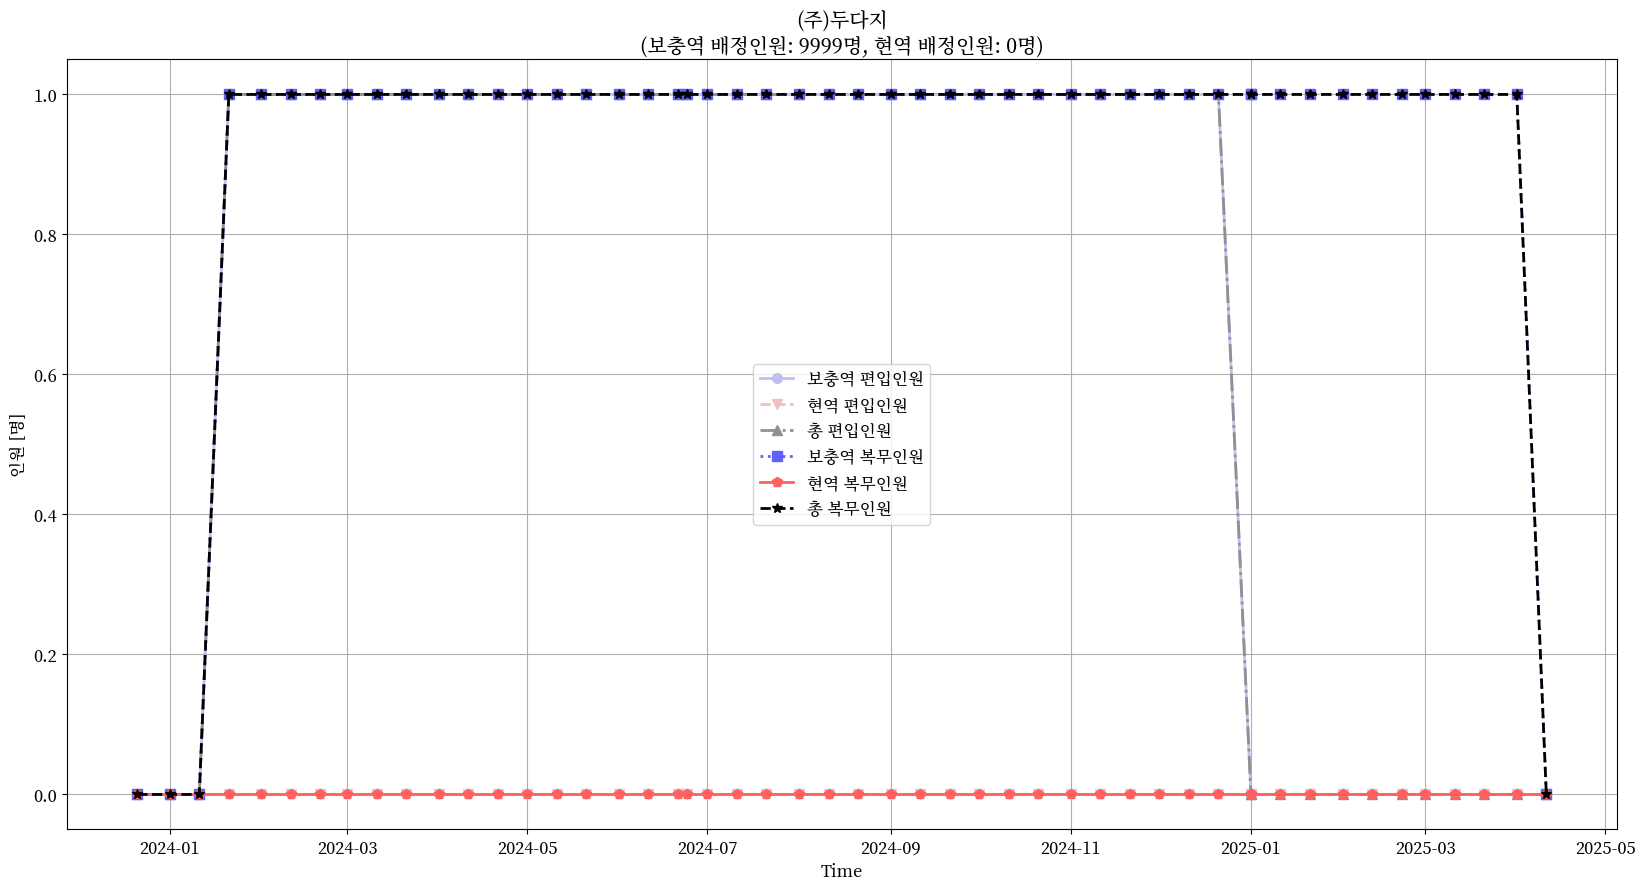 (주)두다지
(보충역 배정인원: 9999명, 현역 배정인원: 0명)
인원 [명]
1.0
0.8
0.6
0.4
0.2
0.0
보충역 편입인원
현역 편입인원
총 편입인원
보충역 복무인원
현역 복무인원
총 복무인원
2024-01
2024-03
2024-05
2024-07
2024-09
2024-11
2025-01
2025-03
2025-05
Time